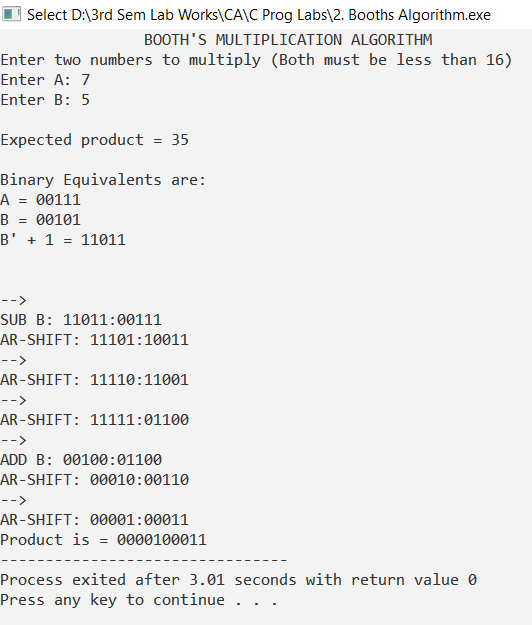 Select D:\3rd Sem Lab Works\CA\C Prog Labs\2. Booths Algorithm.exe
BOOTH'S MULTIPLICATION ALGORITHM
Enter two numbers to multiply (Both must be less than 16)
Enter A: 7
Enter B: 5
Expected product = 35
Binary Equivalents are:
A = 00111
B = 00101
B' + 1 = 11011
-->
SUB B: 11011:00111
AR-SHIFT: 11101:10011
-->
AR-SHIFT: 11110:11001
-->
AR-SHIFT: 11111:01100
-->
ADD B: 00100:01100
AR-SHIFT: 00010:00110
-->
AR-SHIFT: 00001:00011
Product is = 0000100011
--------------------------------
Process exited after 3.01 seconds with return value 0
Press any key to continue . . .